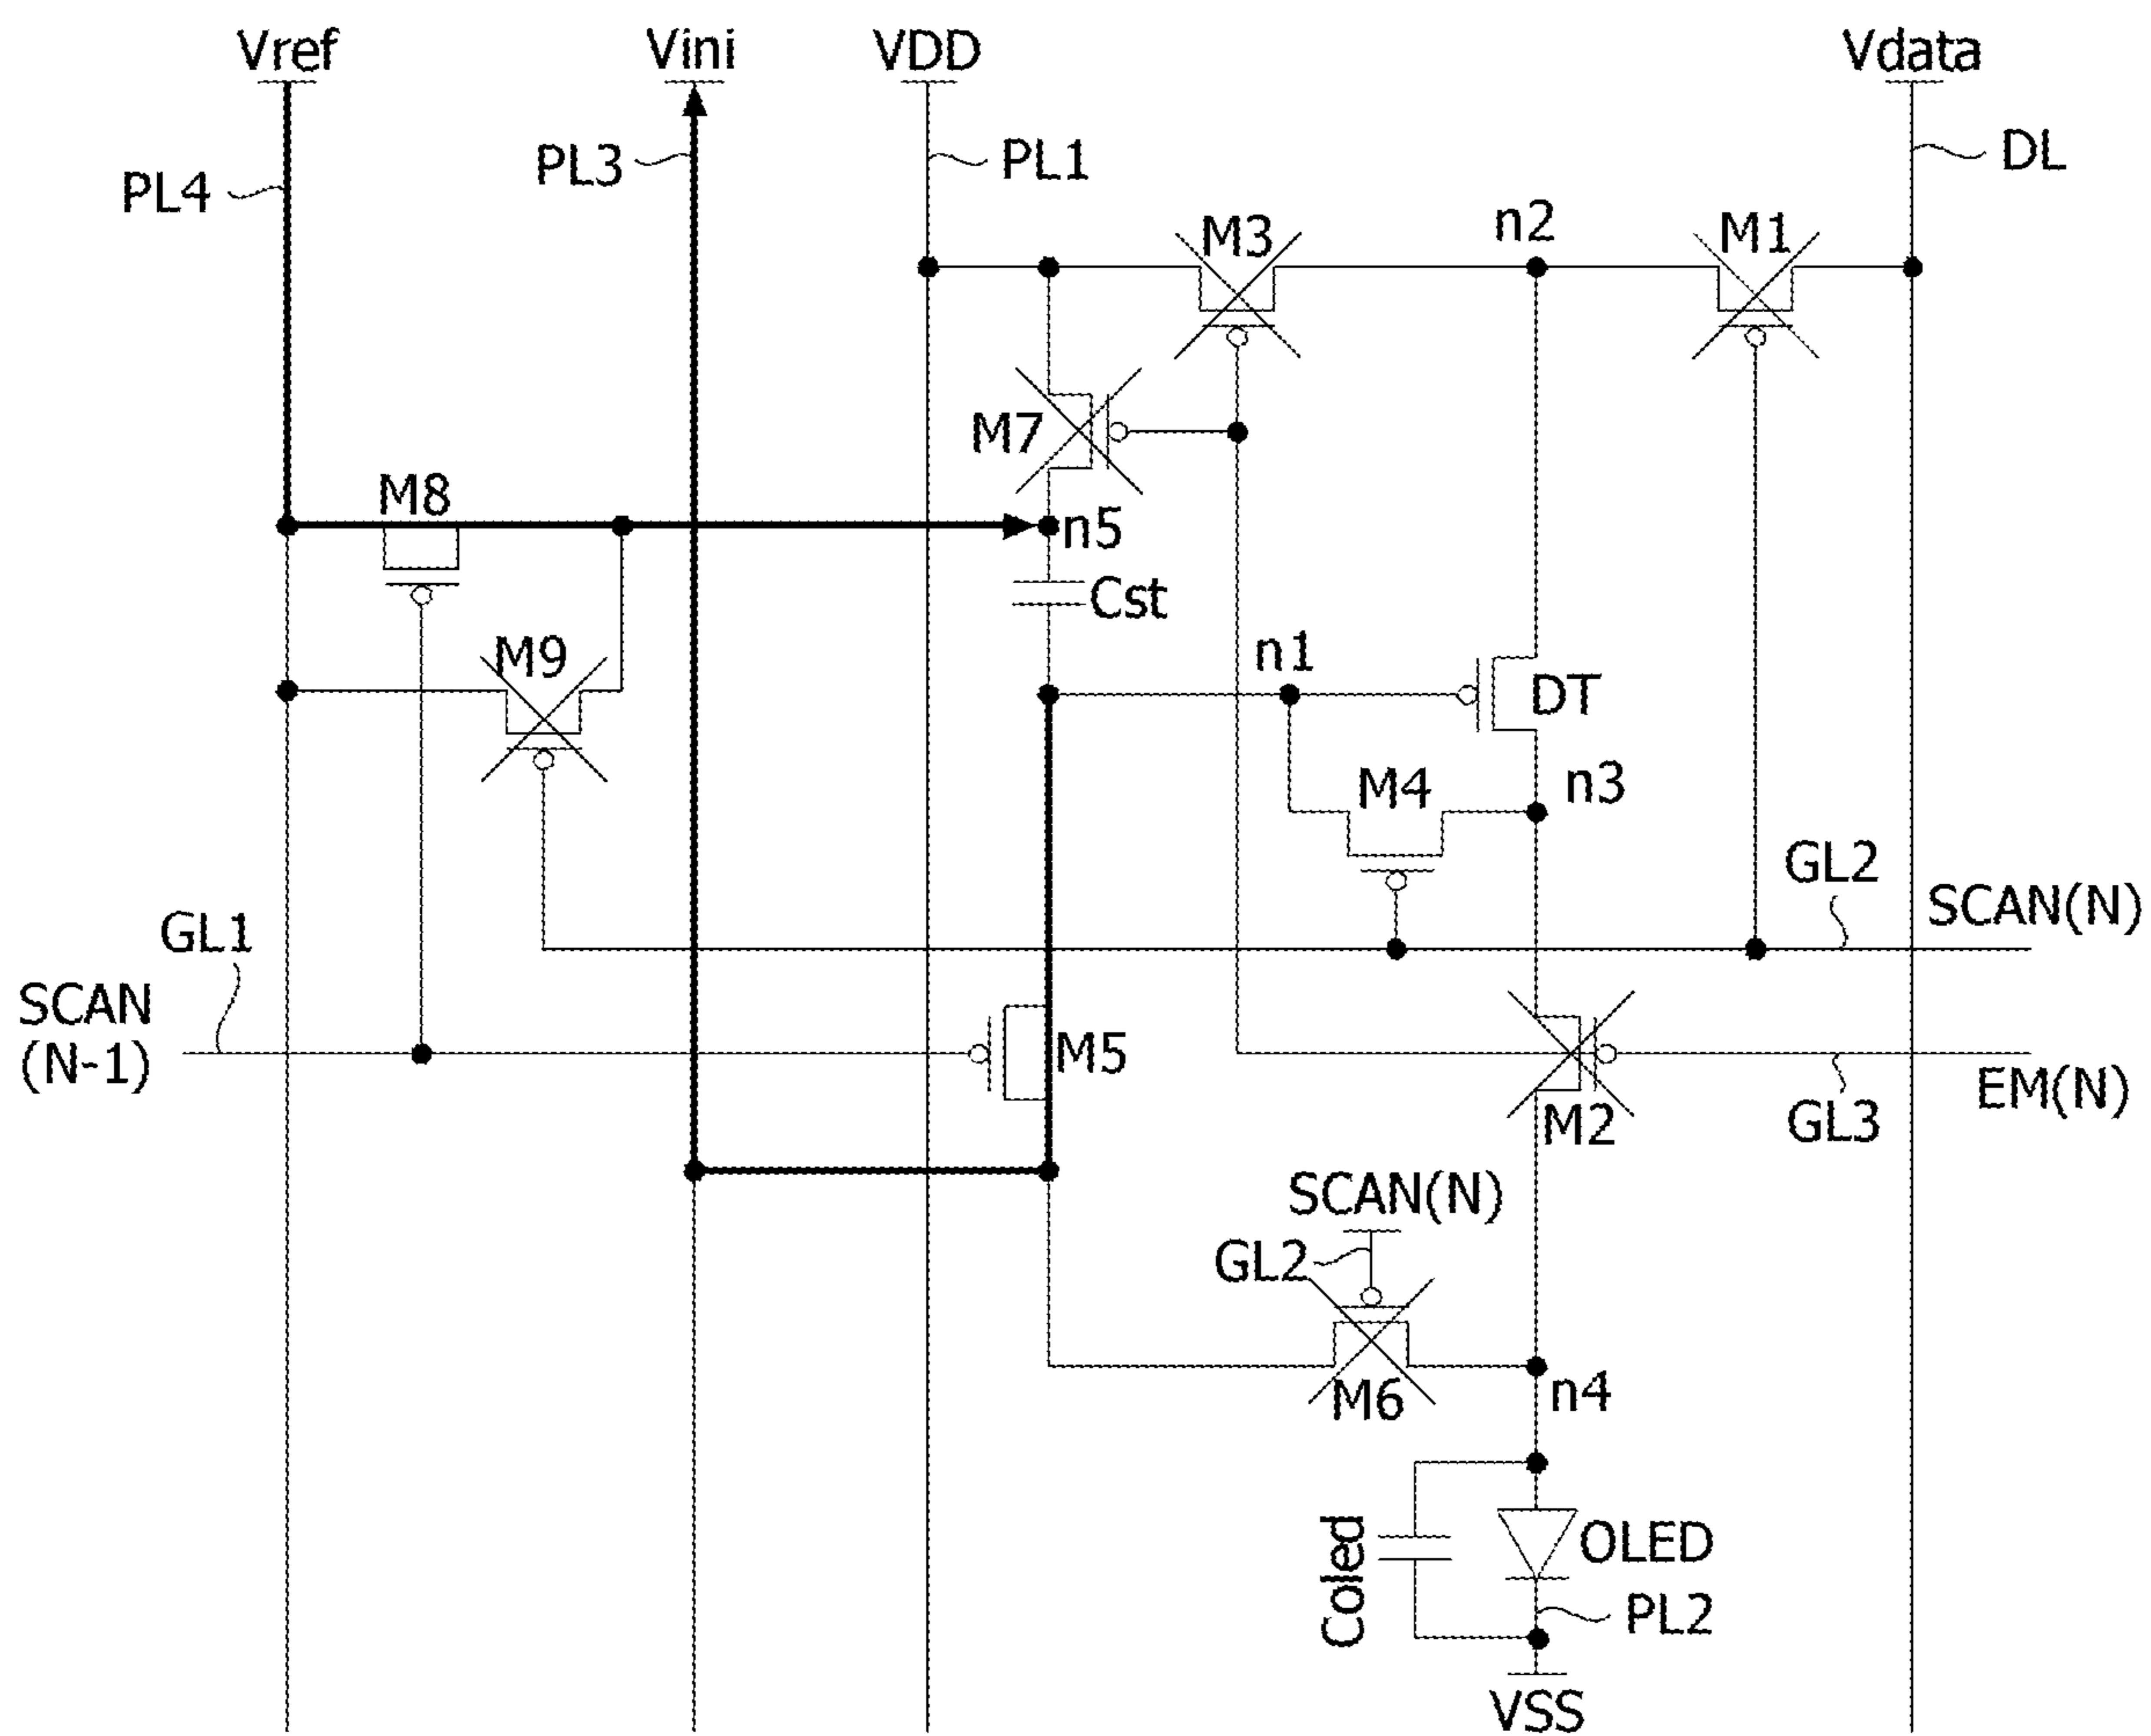 Vref
Vini
VDD
Vdata
PL4
PL3
PL1
DL
M3
n2
M1
M7
M8
n5
Cst
M9
n1
DT
M4
n3
GL2
SCAN(N)
GL1
SCAN
(N-1)
M5
M2
GL3
EM(N)
SCAN(N)
GL2
M6
n4
Coled
OLED
PL2
VSS